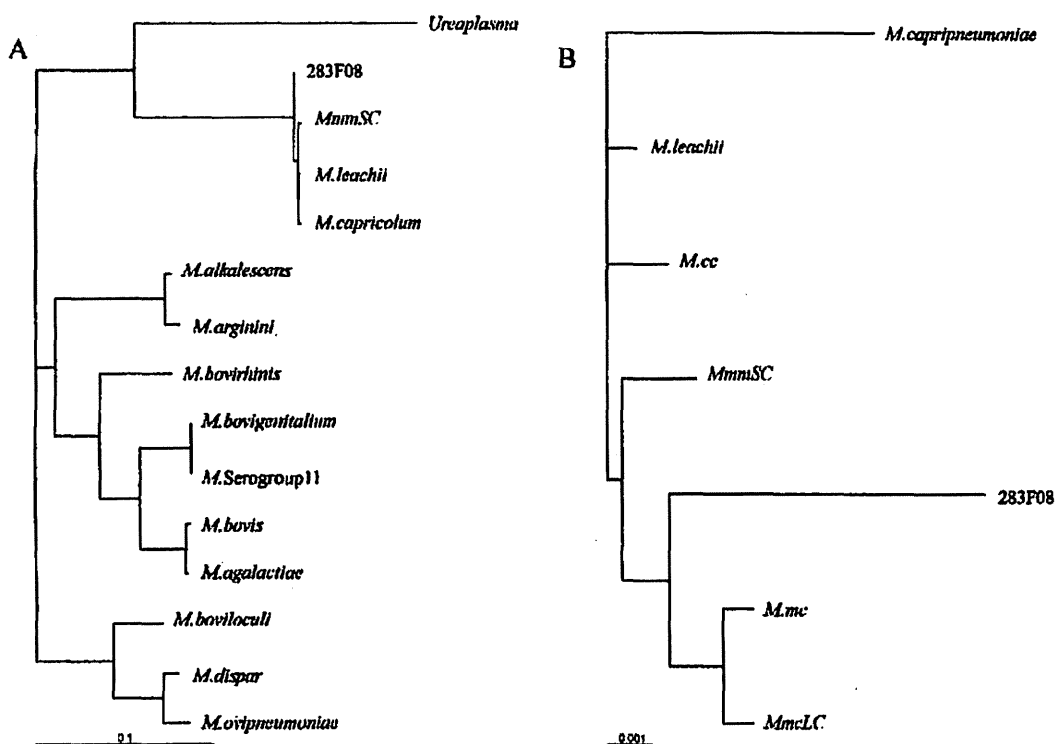 A
Ureaplasma
283F08
MmmSC
M.leachii
M.capricolum
M.alkalescens
M.arginini
M.bovirhinis
M.bovigenitalium
M.Serogroup11
M.bovis
M.agalactiae
M.boviloculi
M.dispar
M.ovipneumoniae
0.1
B
M.capripneumoniae
M.leachii
M.cc
MmmSC
283F08
M.mc
MmcLC
0.001